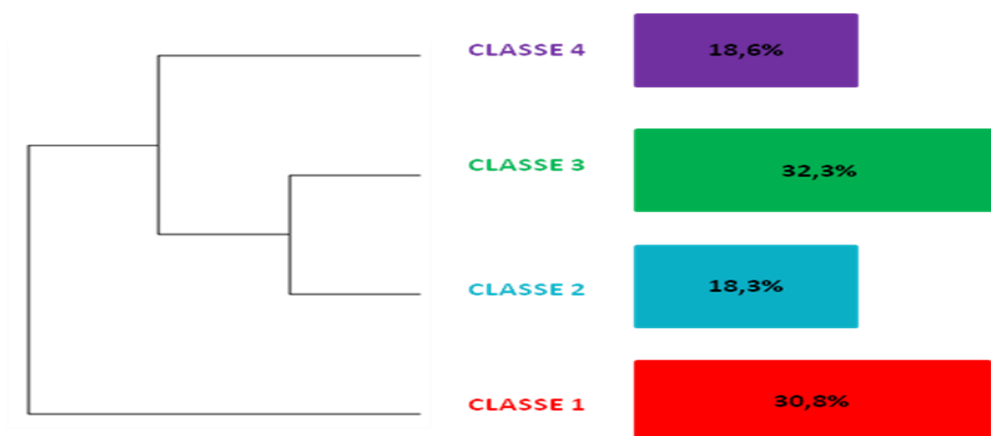 CLASSE 4 18,6%
CLASSE 3 32,3%
CLASSE 2 18,3%
CLASSE 1 30,8%